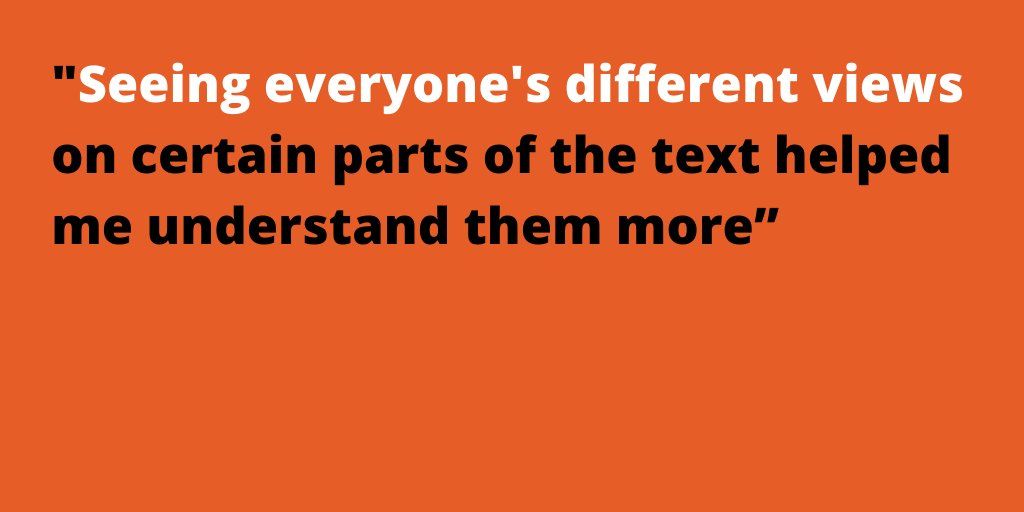 "Seeing everyone's different views
on certain parts of the text helped
me understand them more”